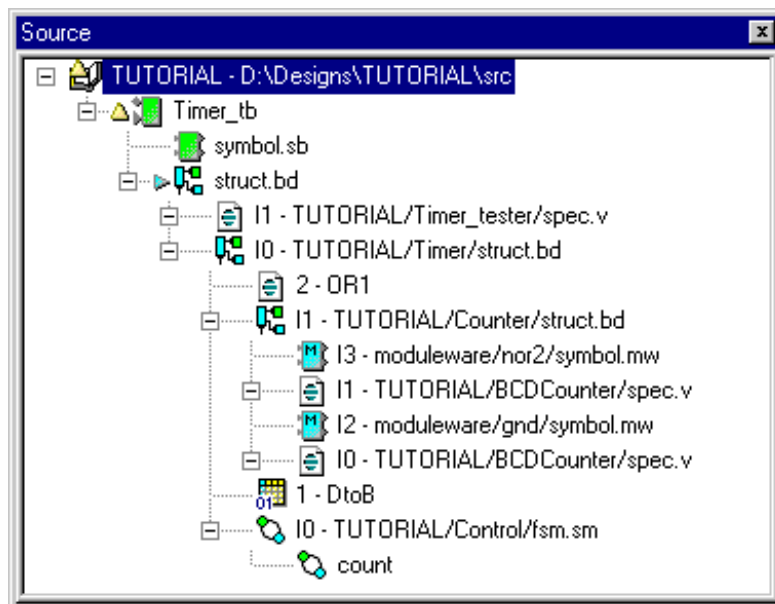 Source
TUTORIAL - D:\Designs\TUTORIAL\src
Timer_tb
symbol.sb
struct.bd
I1 - TUTORIAL/Timer_tester/spec.v
I0 - TUTORIAL/Timer/struct.bd
2 - OR1
I1 - TUTORIAL/Counter/struct.bd
I3 - moduleware/nor2/symbol.mw
I1 - TUTORIAL/BCDCounter/spec.v
I2 - moduleware/gnd/symbol.mw
I0 - TUTORIAL/BCDCounter/spec.v
1 - DtoB
I0 - TUTORIAL/Control/fsm.sm
count